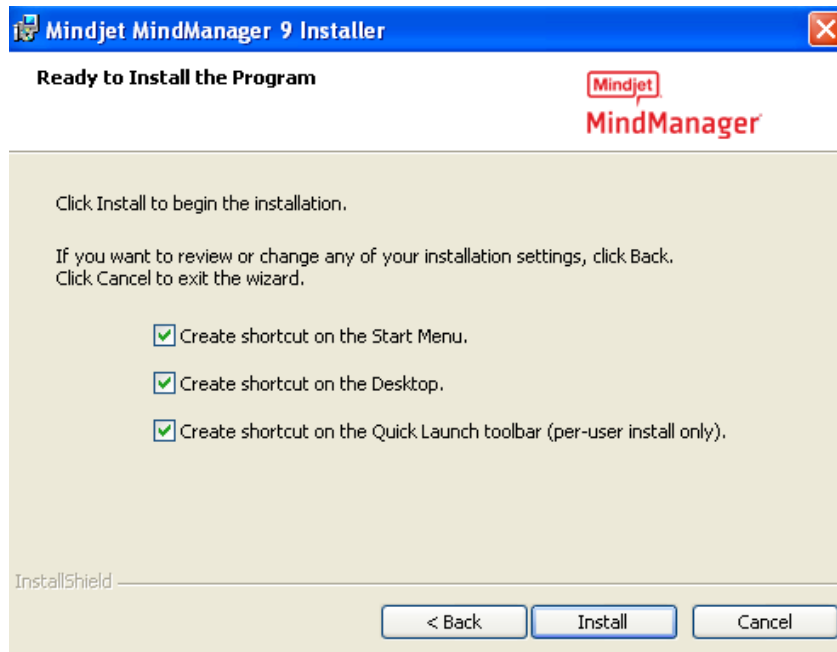 Mindjet MindManager 9 Installer
Ready to Install the Program
Mindjet
MindManager
Click Install to begin the installation.
If you want to review or change any of your installation settings, click Back.
Click Cancel to exit the wizard.
Create shortcut on the Start Menu.
Create shortcut on the Desktop.
Create shortcut on the Quick Launch toolbar (per-user install only).
InstallShield
< Back
Install
Cancel